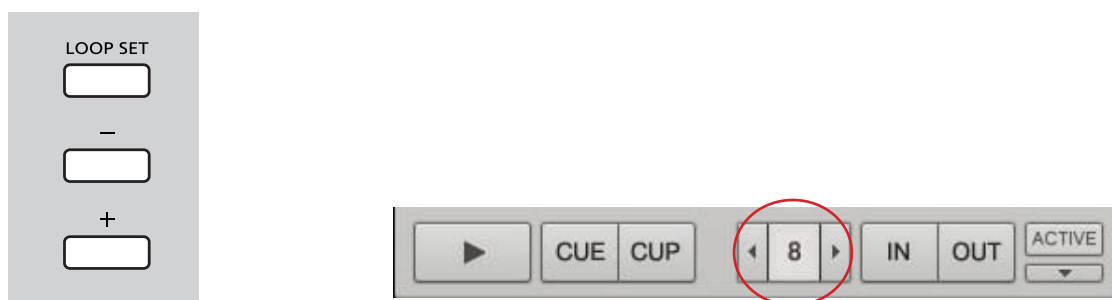 LOOP SET
–
+
CUE CUP 8 IN OUT ACTIVE